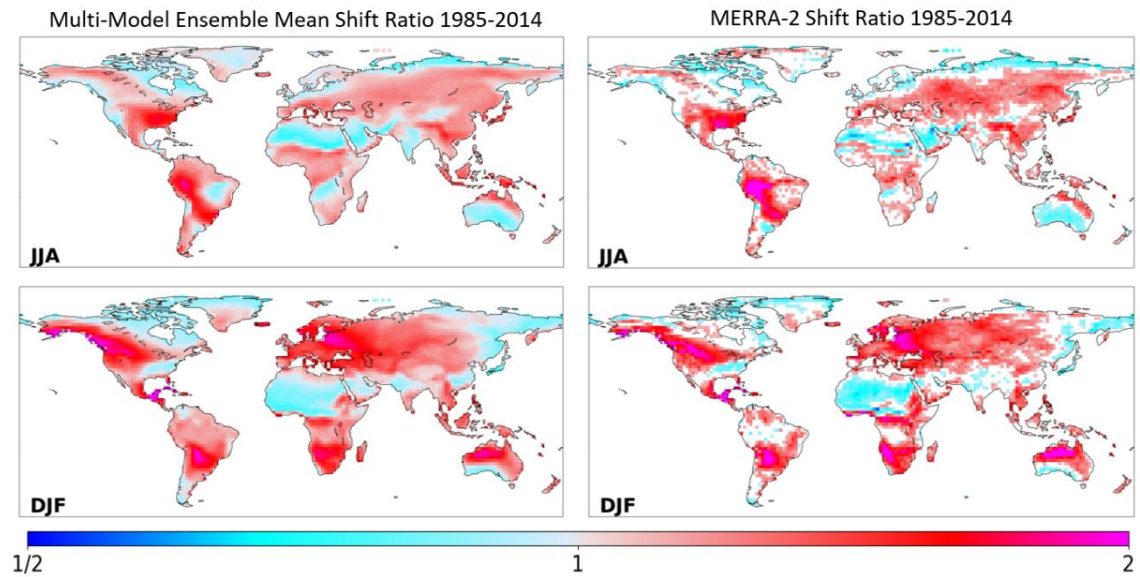 Multi-Model Ensemble Mean Shift Ratio 1985-2014
MERRA-2 Shift Ratio 1985-2014
JJA
JJA
DJF
DJF
1/2
1
2